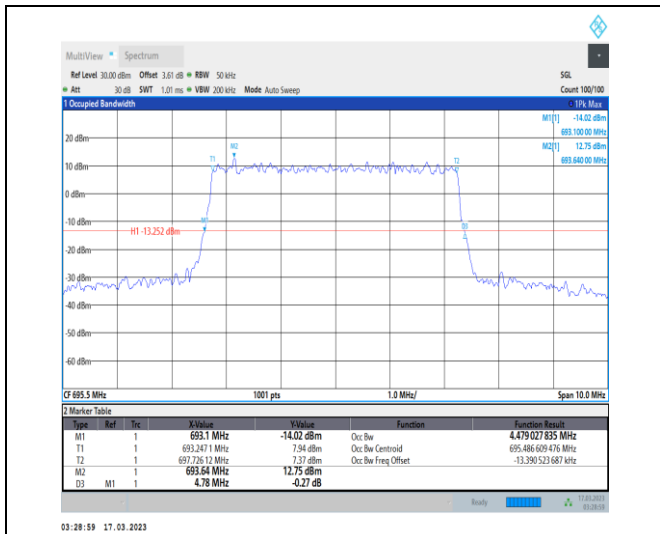 MultiView Spectrum
Ref Level 30.00 dBm Offset 3.61 dB RBW 50 kHz SGL
Att 30 dB SWT 1.01 ms VBW 200 kHz Mode Auto Sweep Count 100/100
1 Occupied Bandwidth 1Pk Max
M1[1] -14.02 dBm
693.100 00 MHz
M2[1] 12.75 dBm
693.640 00 MHz
20 dBm
M2
T1 T2
10 dBm
0 dBm
-10 dBm
M1 D3
H1 -13.252 dBm
-20 dBm
-30 dBm
-40 dBm
-50 dBm
-60 dBm
CF 695.5 MHz 1001 pts 1.0 MHz/ Span 10.0 MHz
2 Marker Table
Type Ref Trc X-Value Y-Value Function Function Result
M1 1 693.1 MHz -14.02 dBm Occ Bw 4.479 027 835 MHz
T1 1 693.247 1 MHz 7.94 dBm Occ Bw Centroid 695.486 609 476 MHz
T2 1 697.726 12 MHz 7.37 dBm Occ Bw Freq Offset -13.390 523 687 kHz
M2 1 693.64 MHz 12.75 dBm
D3 M1 1 4.78 MHz -0.27 dB
Ready 17.03.2023
03:28:59
03:28:59 17.03.2023